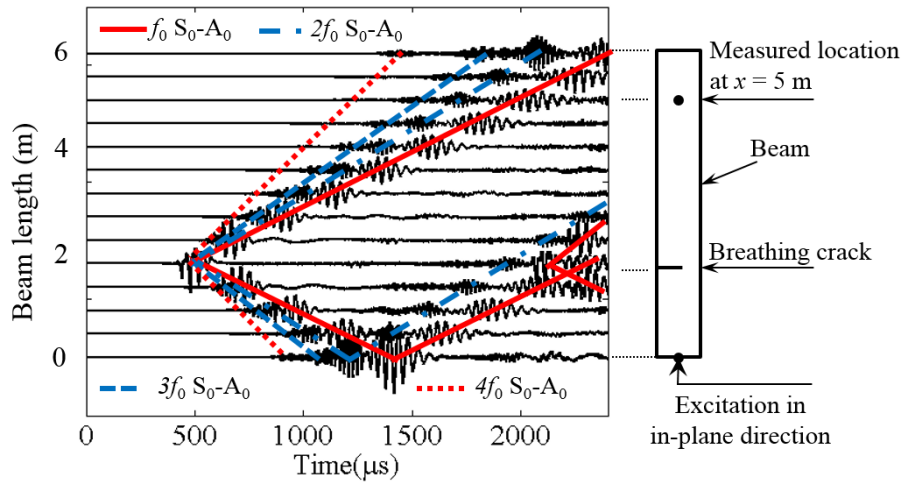 f₀ S₀-A₀
2f₀ S₀-A₀
6
4
2
0
Beam length (m)
3f₀ S₀-A₀
4f₀ S₀-A₀
0
500
1000
1500
2000
Time(μs)
Measured location
at x = 5 m
Beam
Breathing crack
Excitation in
in-plane direction